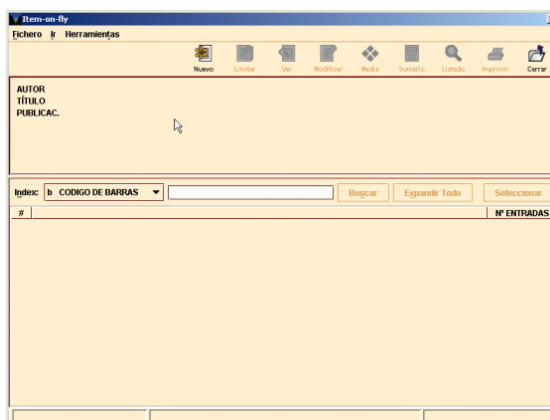 Item-on-fly
Fichero Ir Herramientas
Nuevo Limitar Ver Modificar Media Sumario Listado Imprimir Cerrar
AUTOR
TÍTULO
PUBLICAC.
Index: b CODIGO DE BARRAS Buscar Expandir Todo Seleccionar
# Nº ENTRADAS